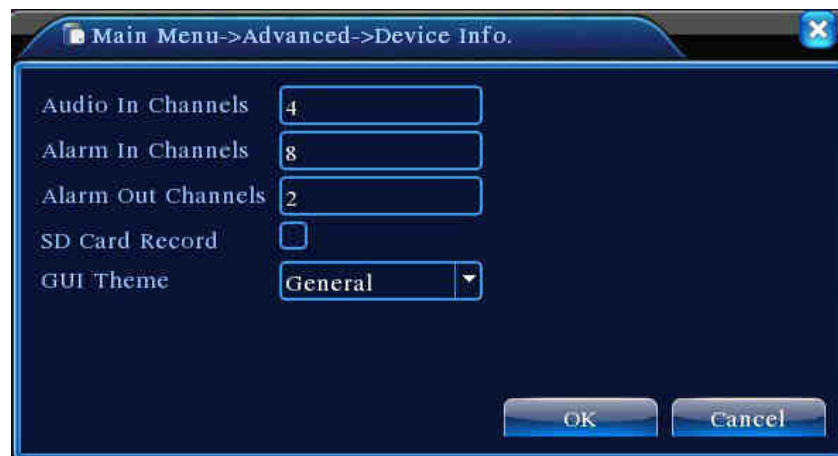 Main Menu->Advanced->Device Info.
Audio In Channels 4
Alarm In Channels 8
Alarm Out Channels 2
SD Card Record
GUI Theme General
OK Cancel